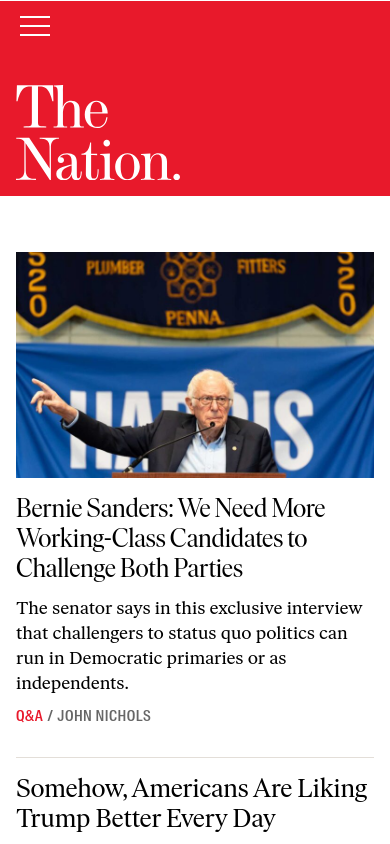 The
Nation.
520
PLUMBER
FITTERS
520
PENNA
HARRIS
Bernie Sanders: We Need More
Working-Class Candidates to
Challenge Both Parties
The senator says in this exclusive interview
that challengers to status quo politics can
run in Democratic primaries or as
independents.
Q&A / JOHN NICHOLS
Somehow, Americans Are Liking
Trump Better Every Day